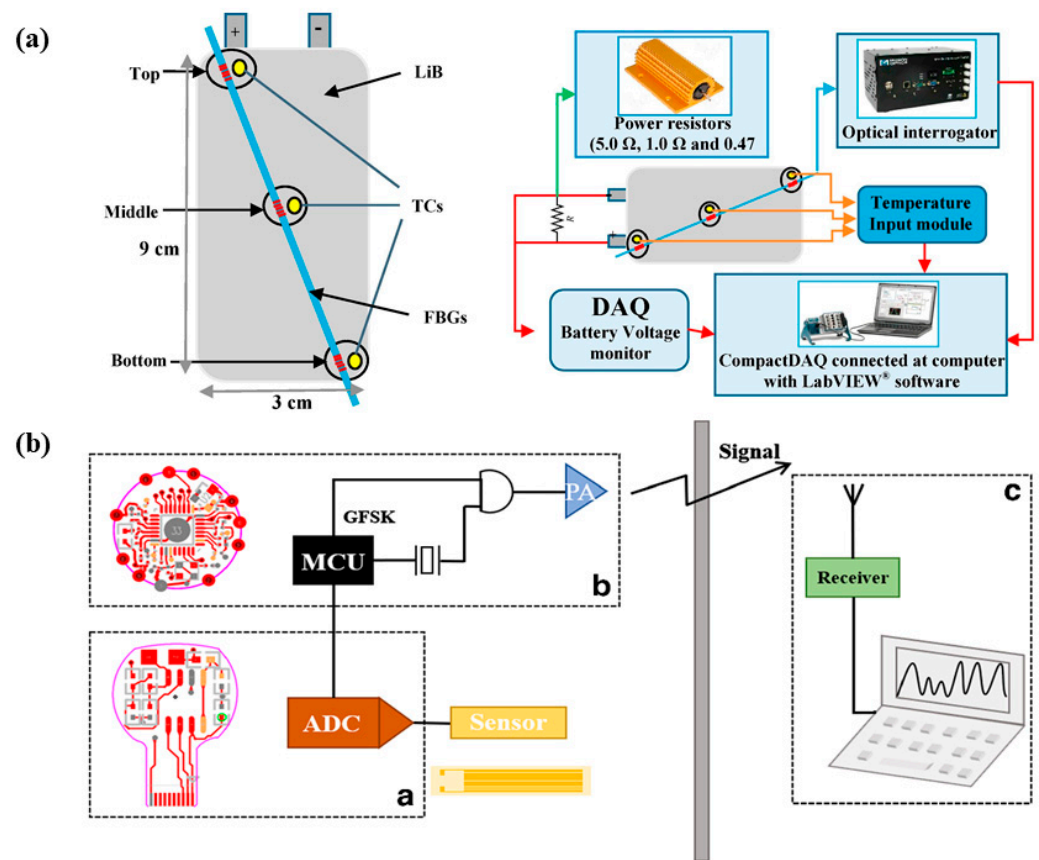 (a)
+
-
Top
LiB
Middle
TCs
9 cm
FBGs
Bottom
3 cm
Power resistors
(5.0 Ω, 1.0 Ω and 0.47
Optical interrogator
R
+
Temperature
Input module
DAQ
Battery Voltage
monitor
CompactDAQ connected at computer
with LabVIEW® software
(b)
Signal
33
GFSK
PA
MCU
b
c
Receiver
ADC
Sensor
a